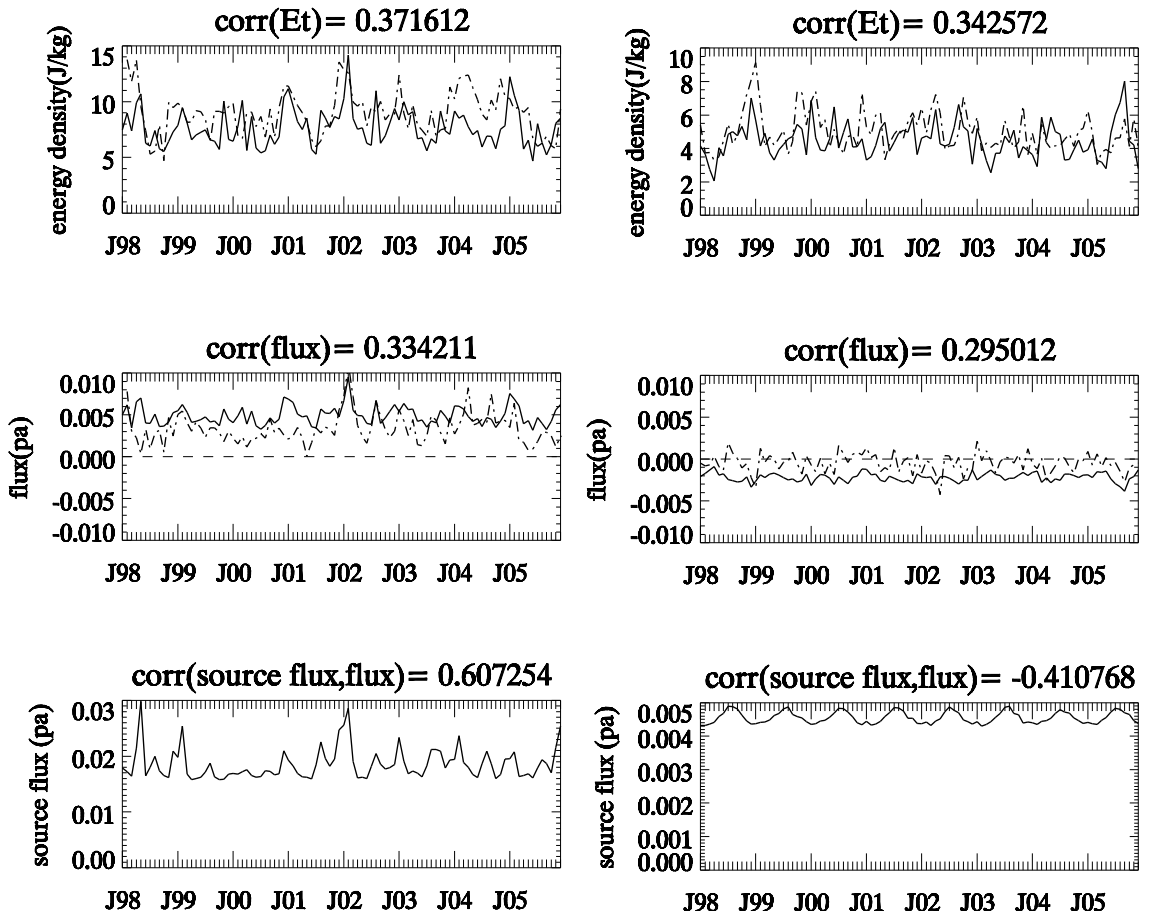 corr(Et)= 0.371612
energy density(J/kg)
15
10
5
0
J98 J99 J00 J01 J02 J03 J04 J05
corr(Et)= 0.342572
energy density(J/kg)
10
8
6
4
2
0
J98 J99 J00 J01 J02 J03 J04 J05
corr(flux)= 0.334211
flux(pa)
0.010
0.005
0.000
-0.005
-0.010
J98 J99 J00 J01 J02 J03 J04 J05
corr(flux)= 0.295012
flux(pa)
0.010
0.005
0.000
-0.005
-0.010
J98 J99 J00 J01 J02 J03 J04 J05
corr(source flux,flux)= 0.607254
source flux (pa)
0.03
0.02
0.01
0.00
J98 J99 J00 J01 J02 J03 J04 J05
corr(source flux,flux)= -0.410768
source flux (pa)
0.005
0.004
0.003
0.002
0.001
0.000
J98 J99 J00 J01 J02 J03 J04 J05